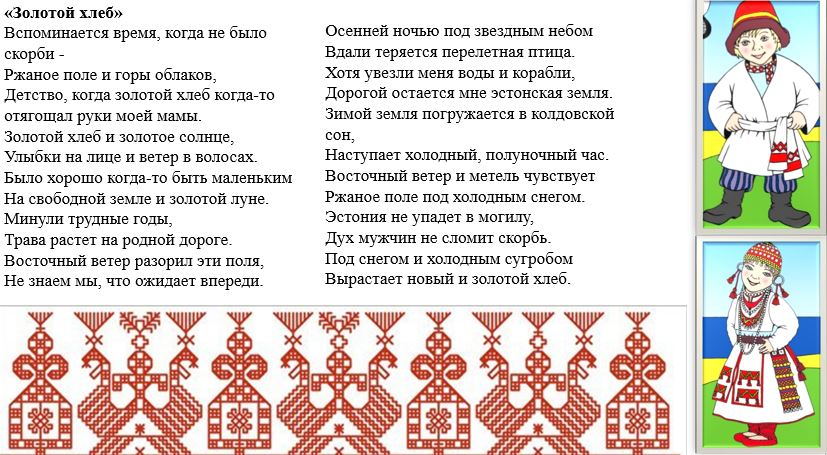 «Золотой хлеб»
Вспоминается время, когда не было
скорби -
Ржаное поле и горы облаков,
Детство, когда золотой хлеб когда-то
отягощал руки моей мамы.
Золотой хлеб и золотое солнце,
Улыбки на лице и ветер в волосах.
Было хорошо когда-то быть маленьким
На свободной земле и золотой луне.
Минули трудные годы,
Трава растет на родной дороге.
Восточный ветер разорил эти поля,
Не знаем мы, что ожидает впереди.
Осенней ночью под звездным небом
Вдали теряется перелетная птица.
Хотя увезли меня воды и корабли,
Дорогой остается мне эстонская земля.
Зимой земля погружается в колдовской
сон,
Наступает холодный, полуночный час.
Восточный ветер и метель чувствует
Ржаное поле под холодным снегом.
Эстония не упадет в могилу,
Дух мужчин не сломит скорбь.
Под снегом и холодным сугробом
Вырастает новый и золотой хлеб.